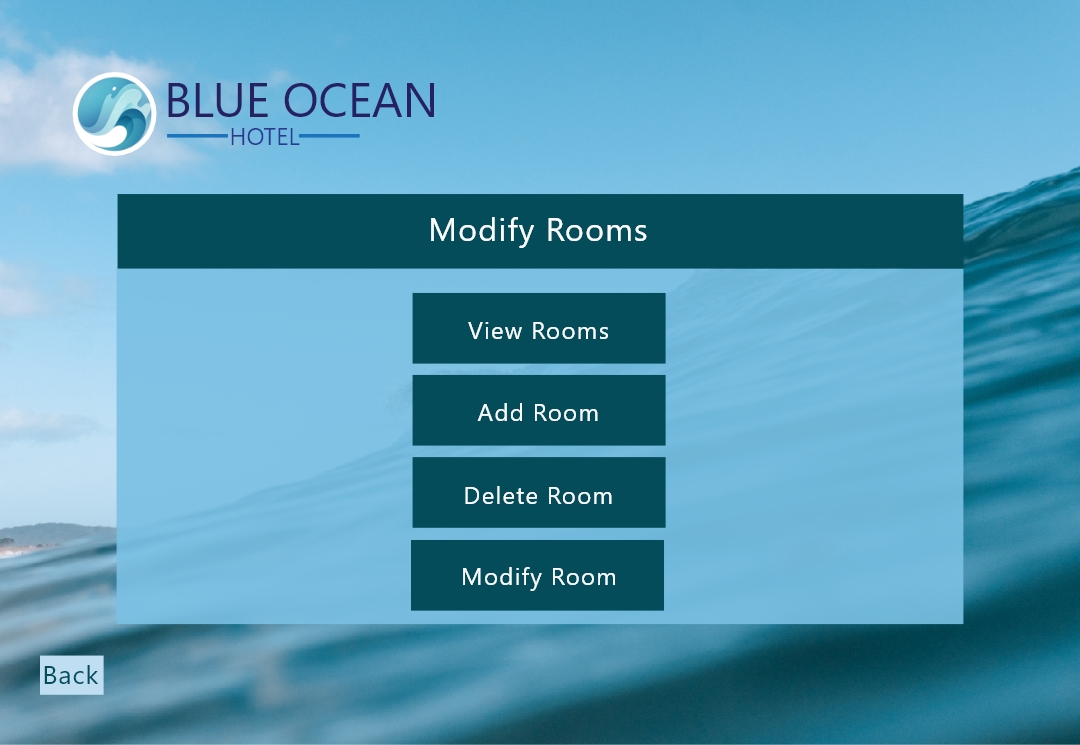 BLUE OCEAN
HOTEL
Modify Rooms
View Rooms
Add Room
Delete Room
Modify Room
Back